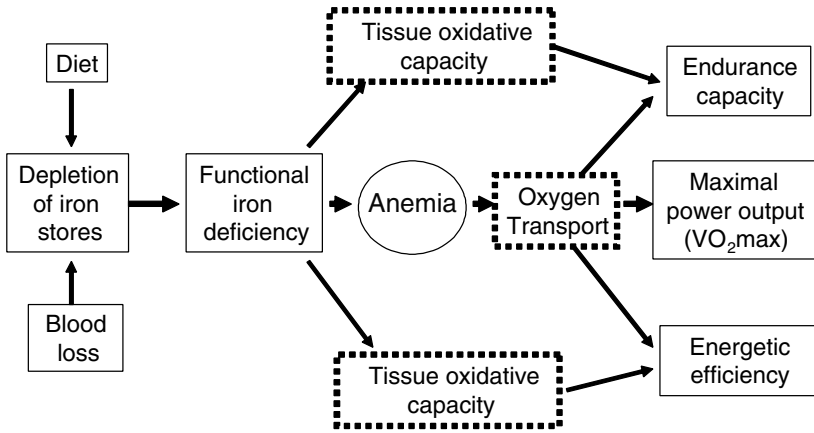 Diet
Depletion
of iron
stores
Blood
loss
Functional
iron
deficiency
Tissue oxidative
capacity
Anemia
Tissue oxidative
capacity
Oxygen
Transport
Endurance
capacity
Maximal
power output
(VO₂max)
Energetic
efficiency